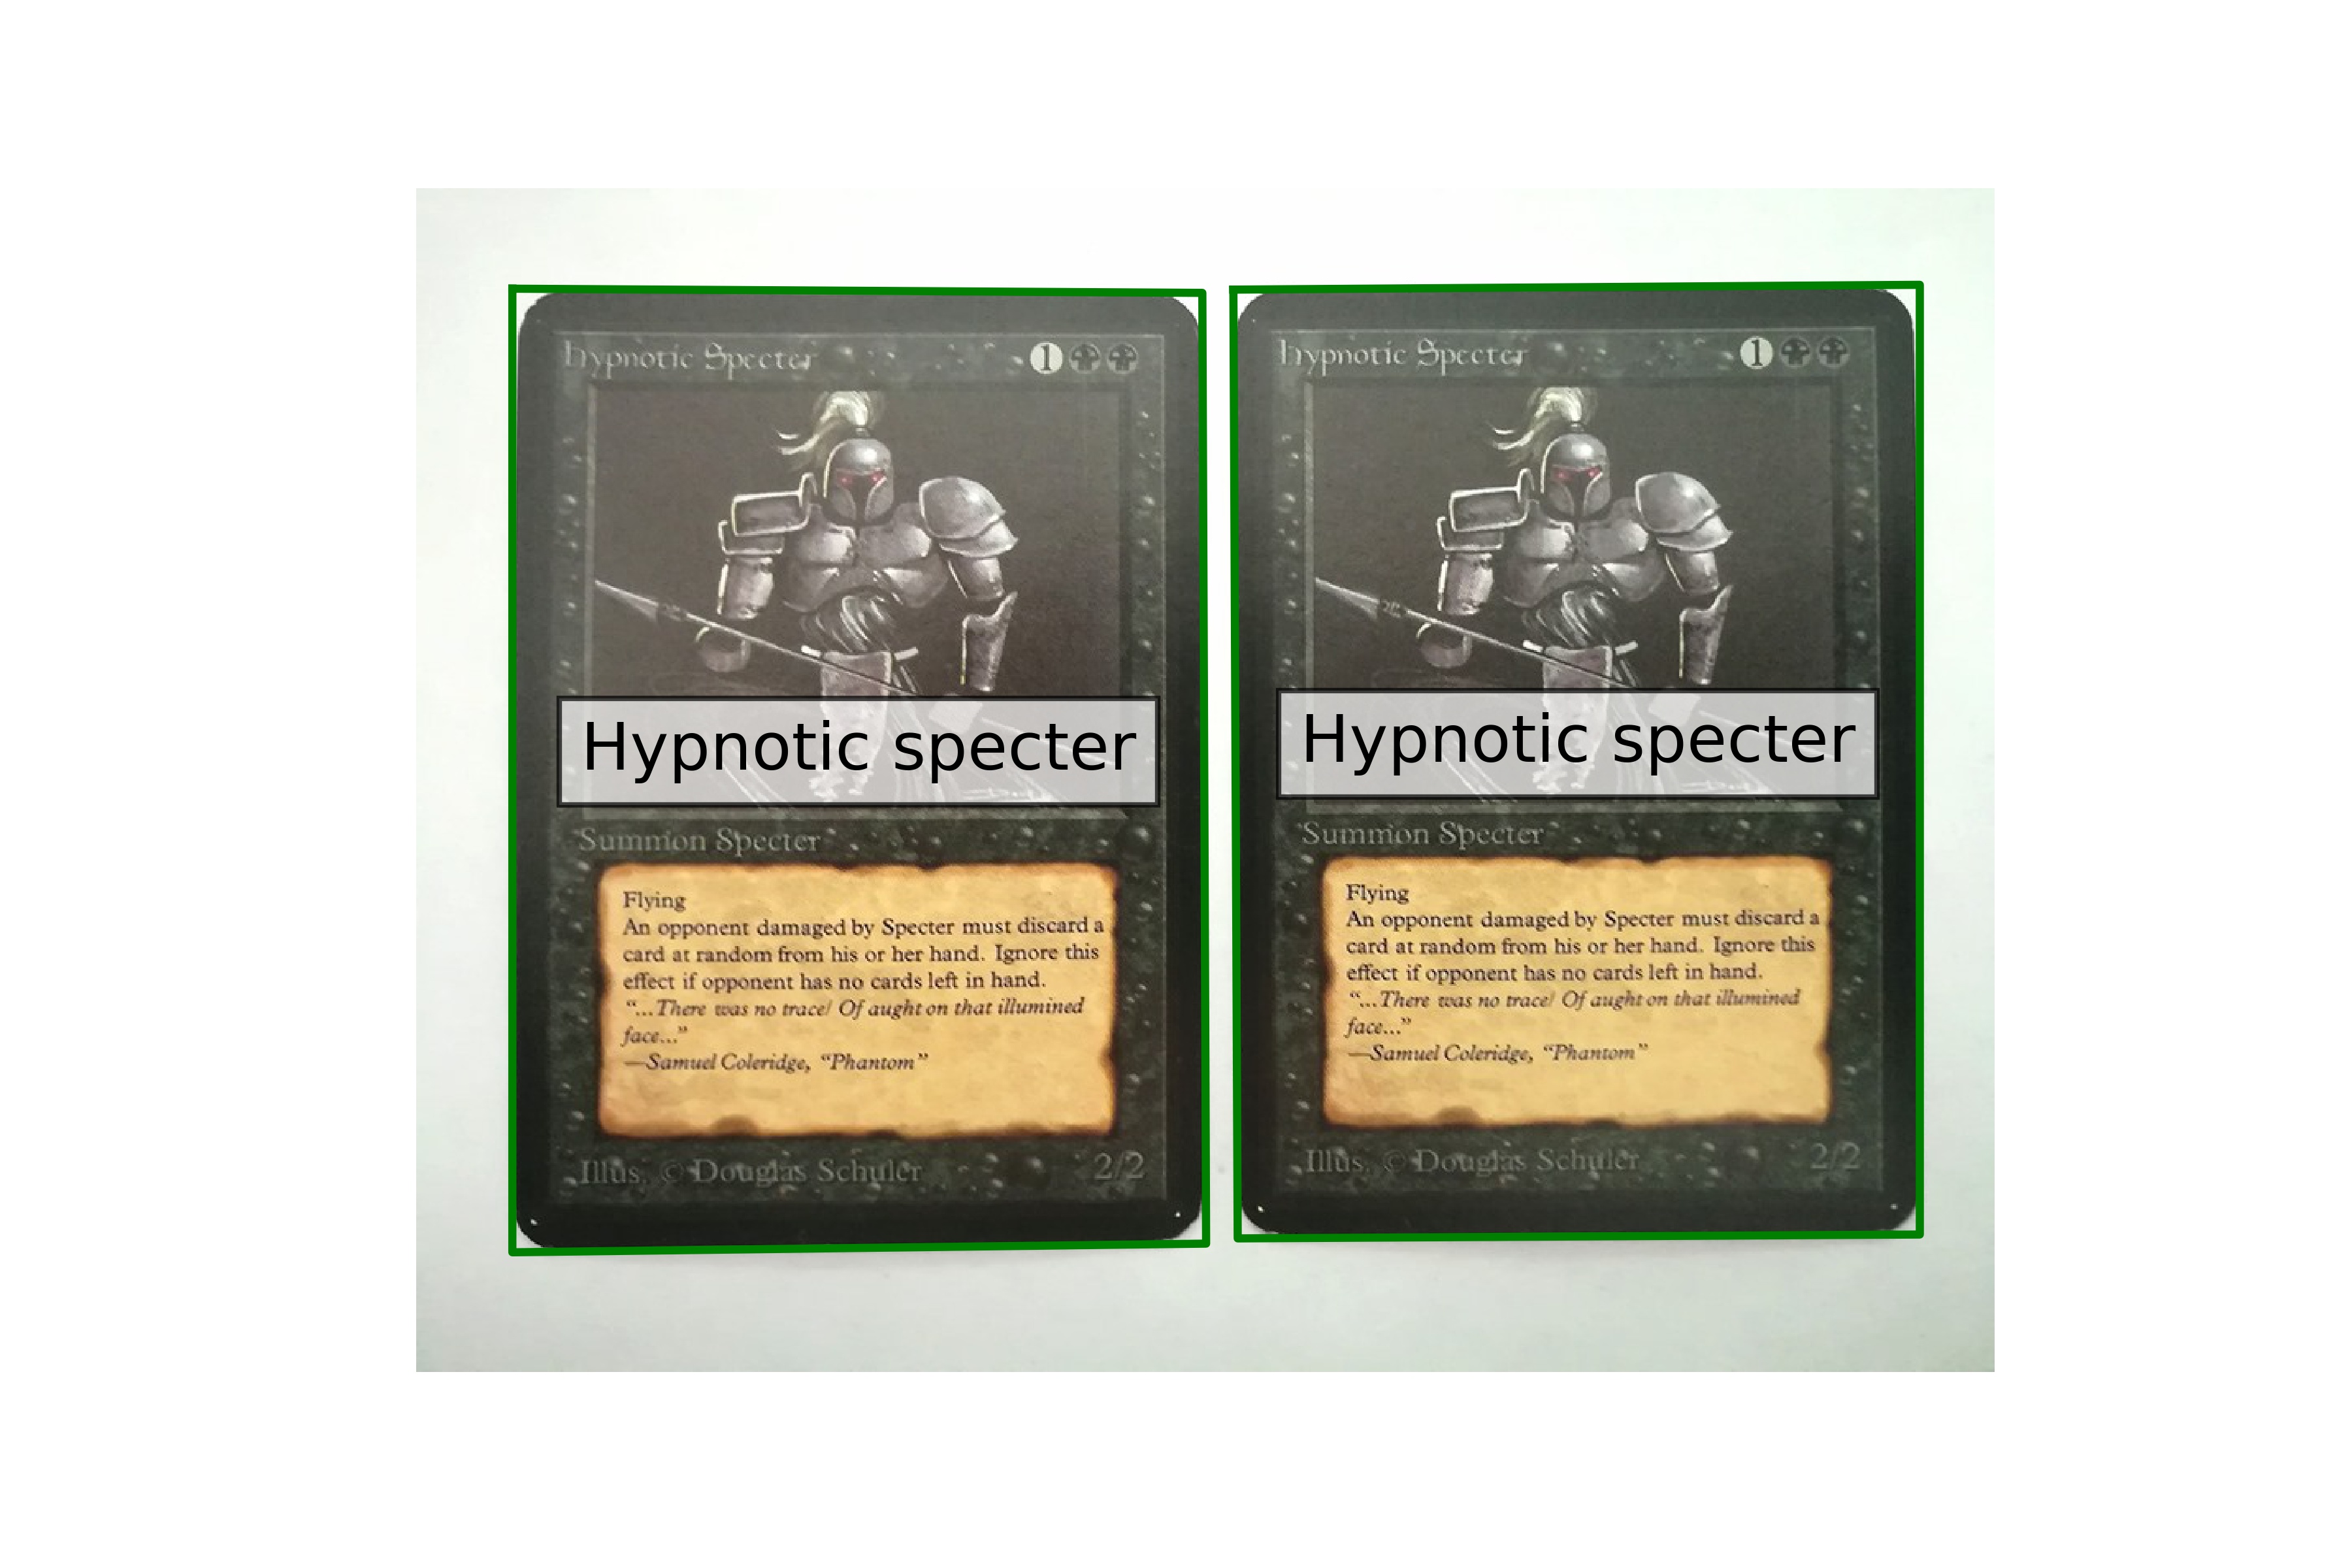 Hypnotic Specter 1
Hypnotic specter
Summon Specter
Flying
An opponent damaged by Specter must discard a
card at random from his or her hand. Ignore this
effect if opponent has no cards left in hand.
“...There was no trace/ Of aught on that illumined
face...”
—Samuel Coleridge, “Phantom”
Illus. © Douglas Schuler 2/2
Hypnotic Specter 1
Hypnotic specter
Summon Specter
Flying
An opponent damaged by Specter must discard a
card at random from his or her hand. Ignore this
effect if opponent has no cards left in hand.
“...There was no trace/ Of aught on that illumined
face...”
—Samuel Coleridge, “Phantom”
Illus. © Douglas Schuler 2/2